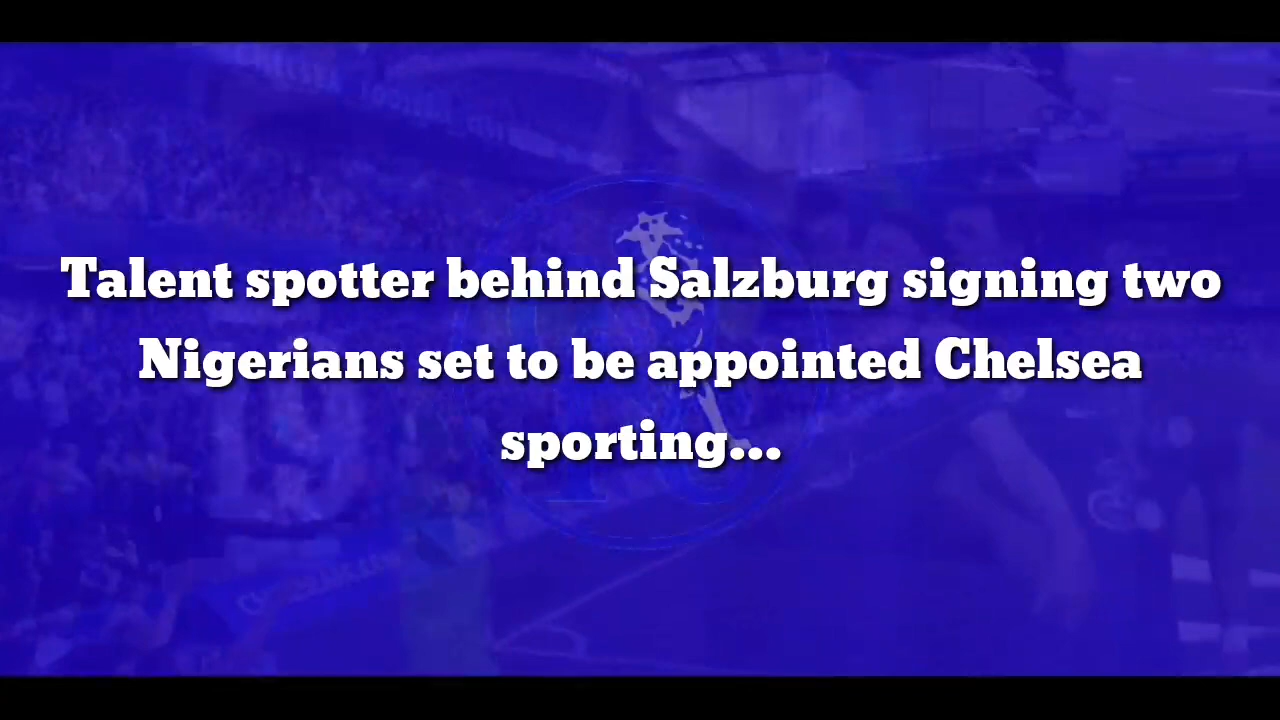 Talent spotter behind Salzburg signing two
Nigerians set to be appointed Chelsea
sporting...